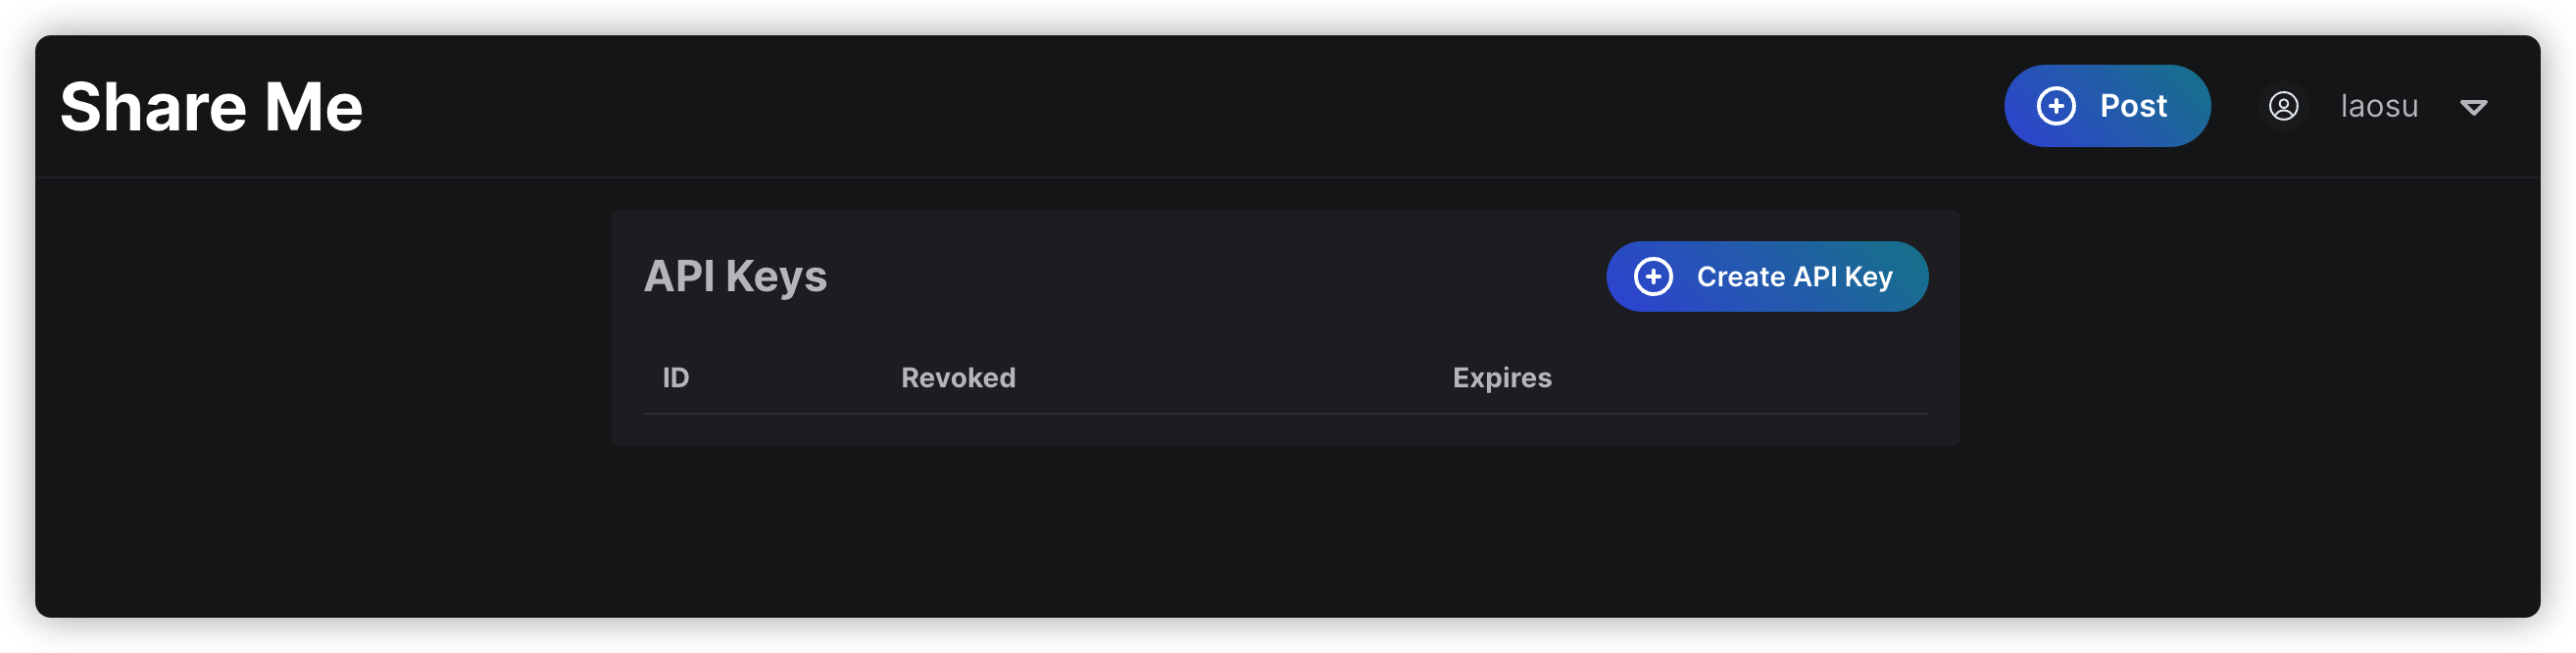 Share Me
Post
laosu
API Keys
Create API Key
ID Revoked Expires